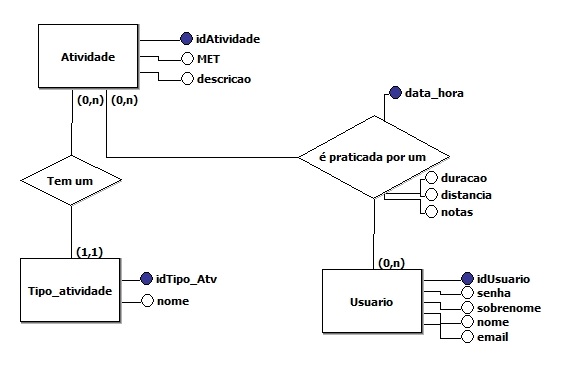 Atividade
idAtividade
MET
descricao
(0,n)
(0,n)
data_hora
é praticada por um
duracao
distancia
notas
Tem um
(1,1)
Tipo_atividade
idTipo_Atv
nome
(0,n)
Usuario
idUsuario
senha
sobrenome
nome
email